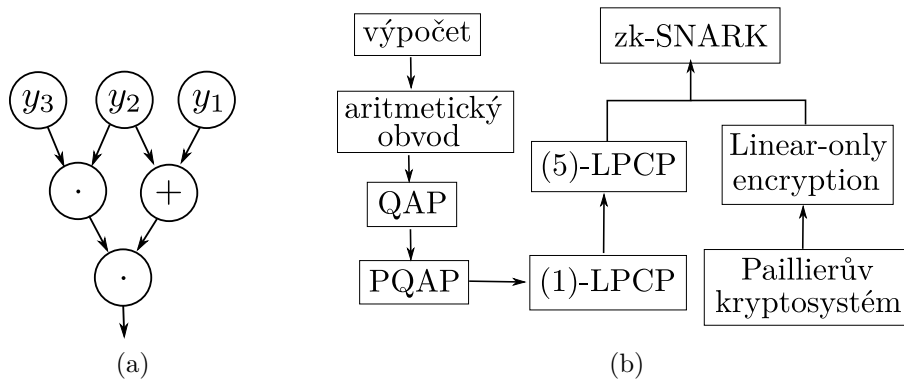 y₃ y₂ y₁
· +
·
(a)
výpočet
aritmetický
obvod
QAP
PQAP
(1)-LPCP
(5)-LPCP
zk-SNARK
Linear-only
encryption
Paillierův
kryptosystém
(b)